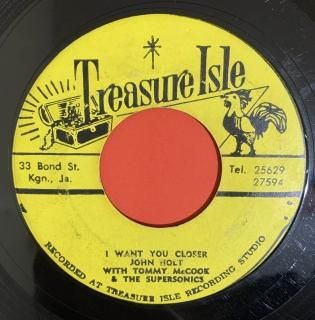 Treasure Isle
33 Bond St.
Kgn., Ja.
Tel. 25629
27594
I WANT YOU CLOSER
JOHN HOLT
WITH TOMMY McCOOK
& THE SUPERSONICS
RECORDED AT TREASURE ISLE RECORDING STUDIO